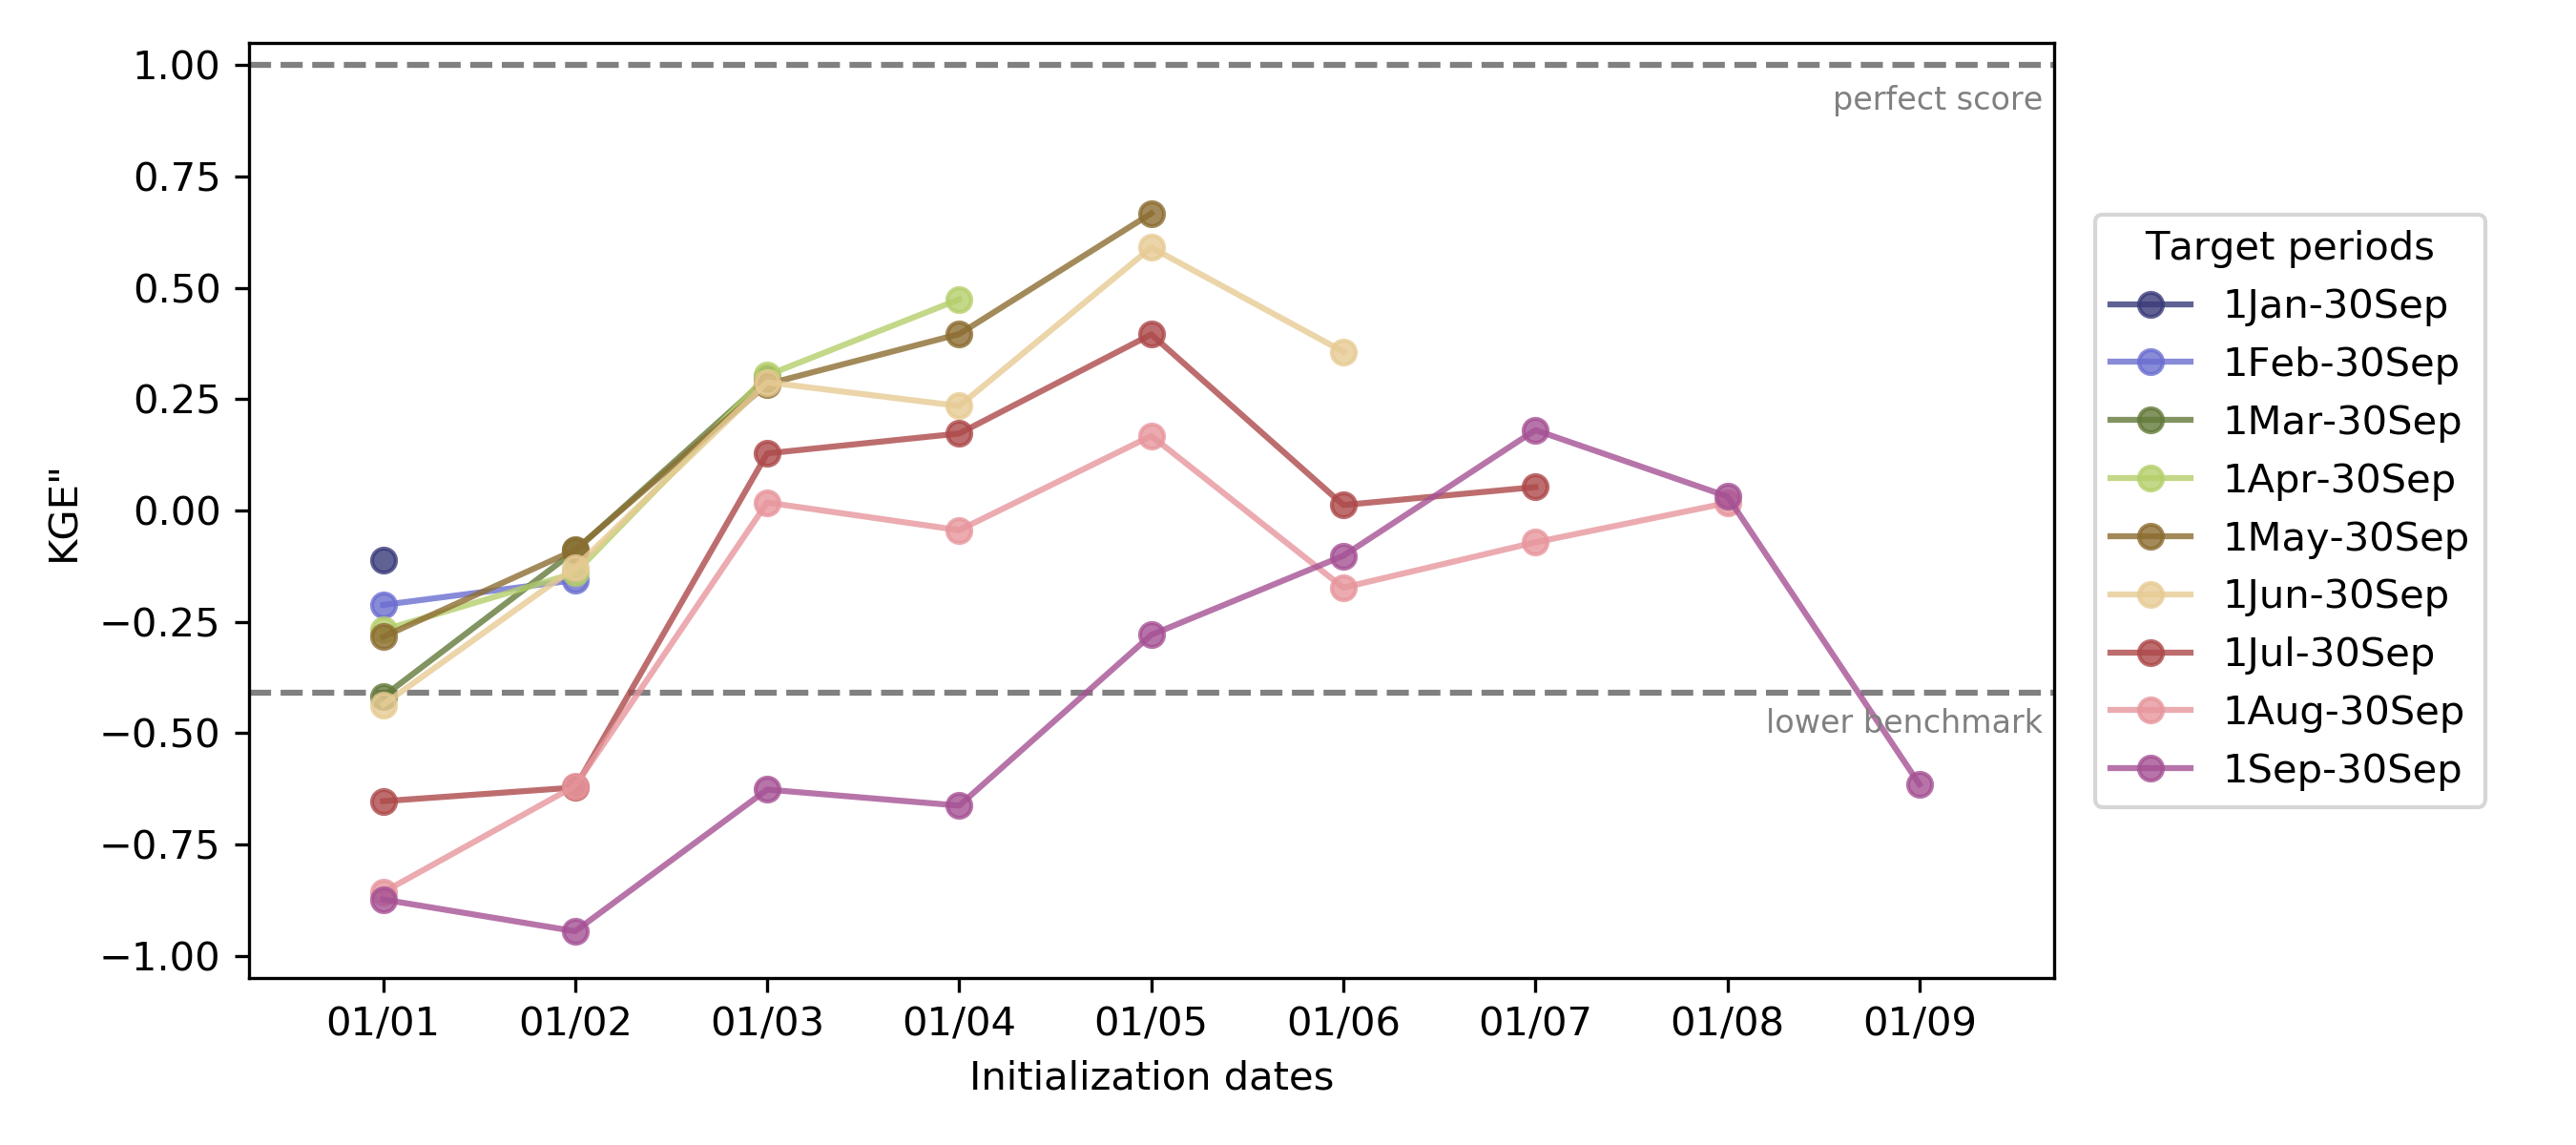 1.00
0.75
0.50
0.25
0.00
−0.25
−0.50
−0.75
−1.00
KGE"
perfect score
lower benchmark
01/01 01/02 01/03 01/04 01/05 01/06 01/07 01/08 01/09
Initialization dates
Target periods
1Jan-30Sep
1Feb-30Sep
1Mar-30Sep
1Apr-30Sep
1May-30Sep
1Jun-30Sep
1Jul-30Sep
1Aug-30Sep
1Sep-30Sep